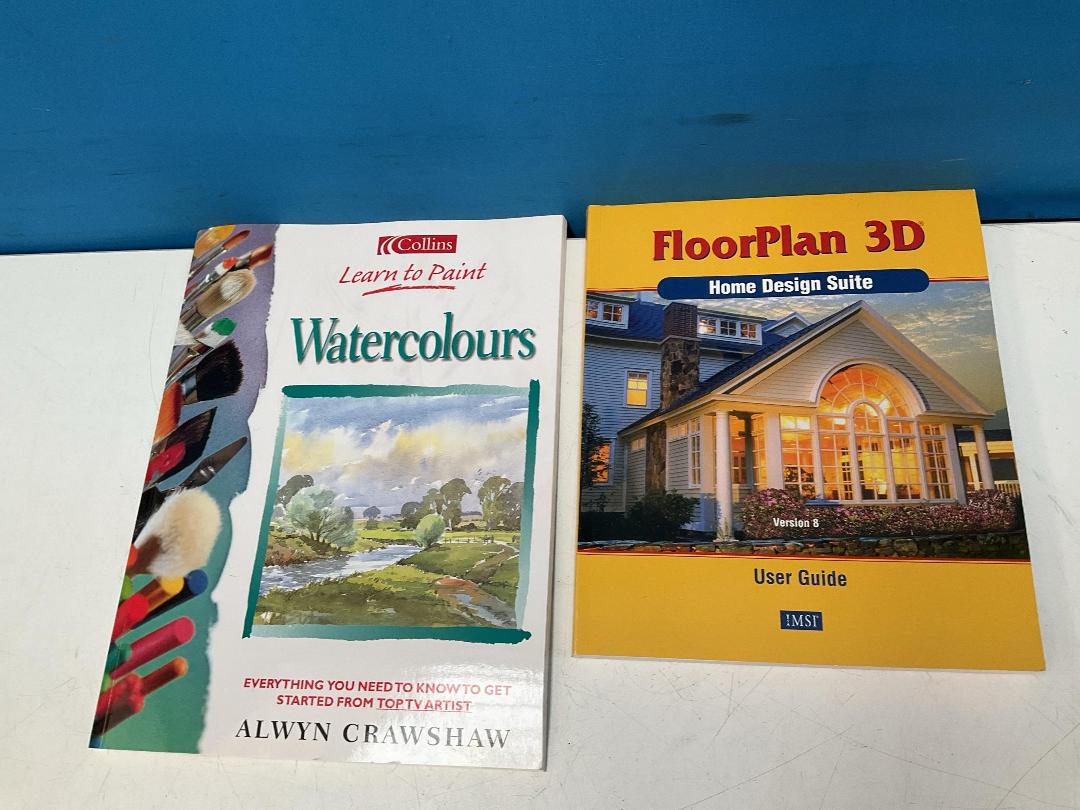 Collins
Learn to Paint
Watercolours
EVERYTHING YOU NEED TO KNOW TO GET
STARTED FROM TOP TV ARTIST
ALWYN CRAWSHAW
FloorPlan 3D®
Home Design Suite
Version 8
User Guide
IMSI®